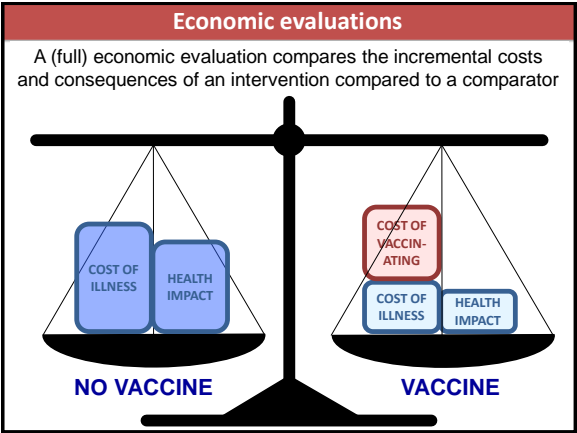 Economic evaluations
A (full) economic evaluation compares the incremental costs
and consequences of an intervention compared to a comparator
COST OF
ILLNESS
HEALTH
IMPACT
COST OF
VACCIN-
ATING
COST OF
ILLNESS
HEALTH
IMPACT
NO VACCINE
VACCINE